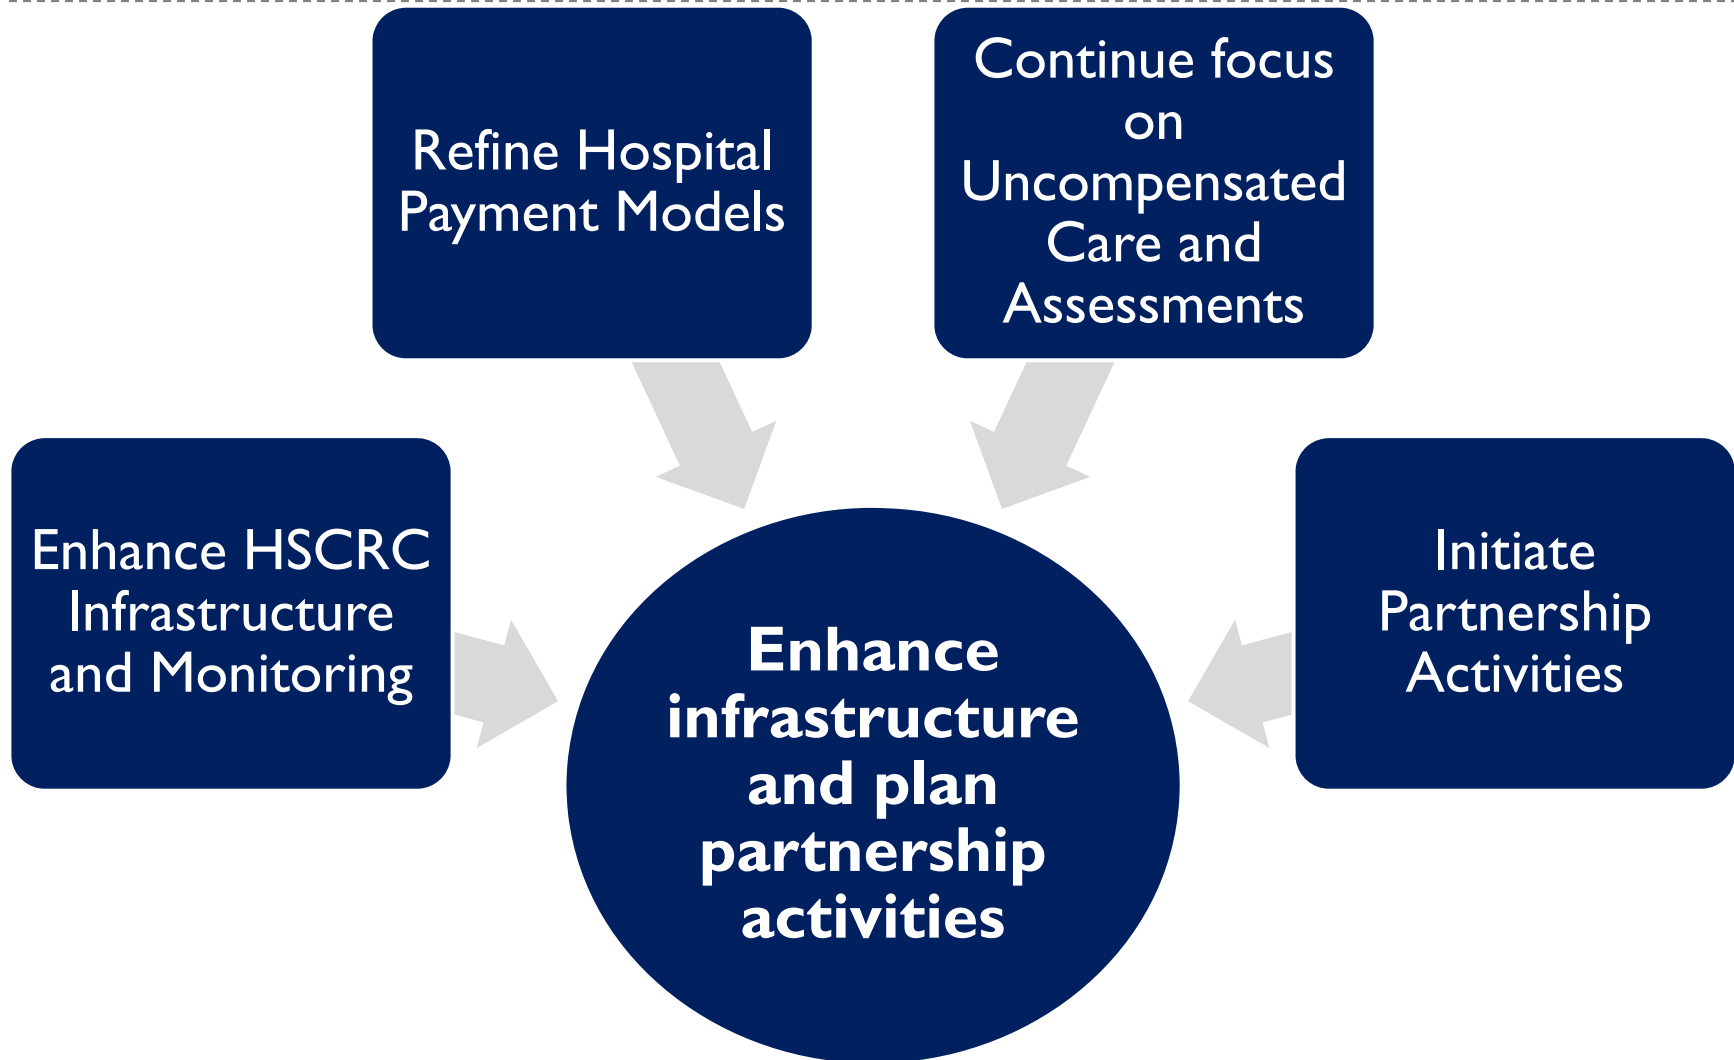 Refine Hospital
Payment Models
Continue focus
on
Uncompensated
Care and
Assessments
Enhance HSCRC
Infrastructure
and Monitoring
Initiate
Partnership
Activities
Enhance
infrastructure
and plan
partnership
activities